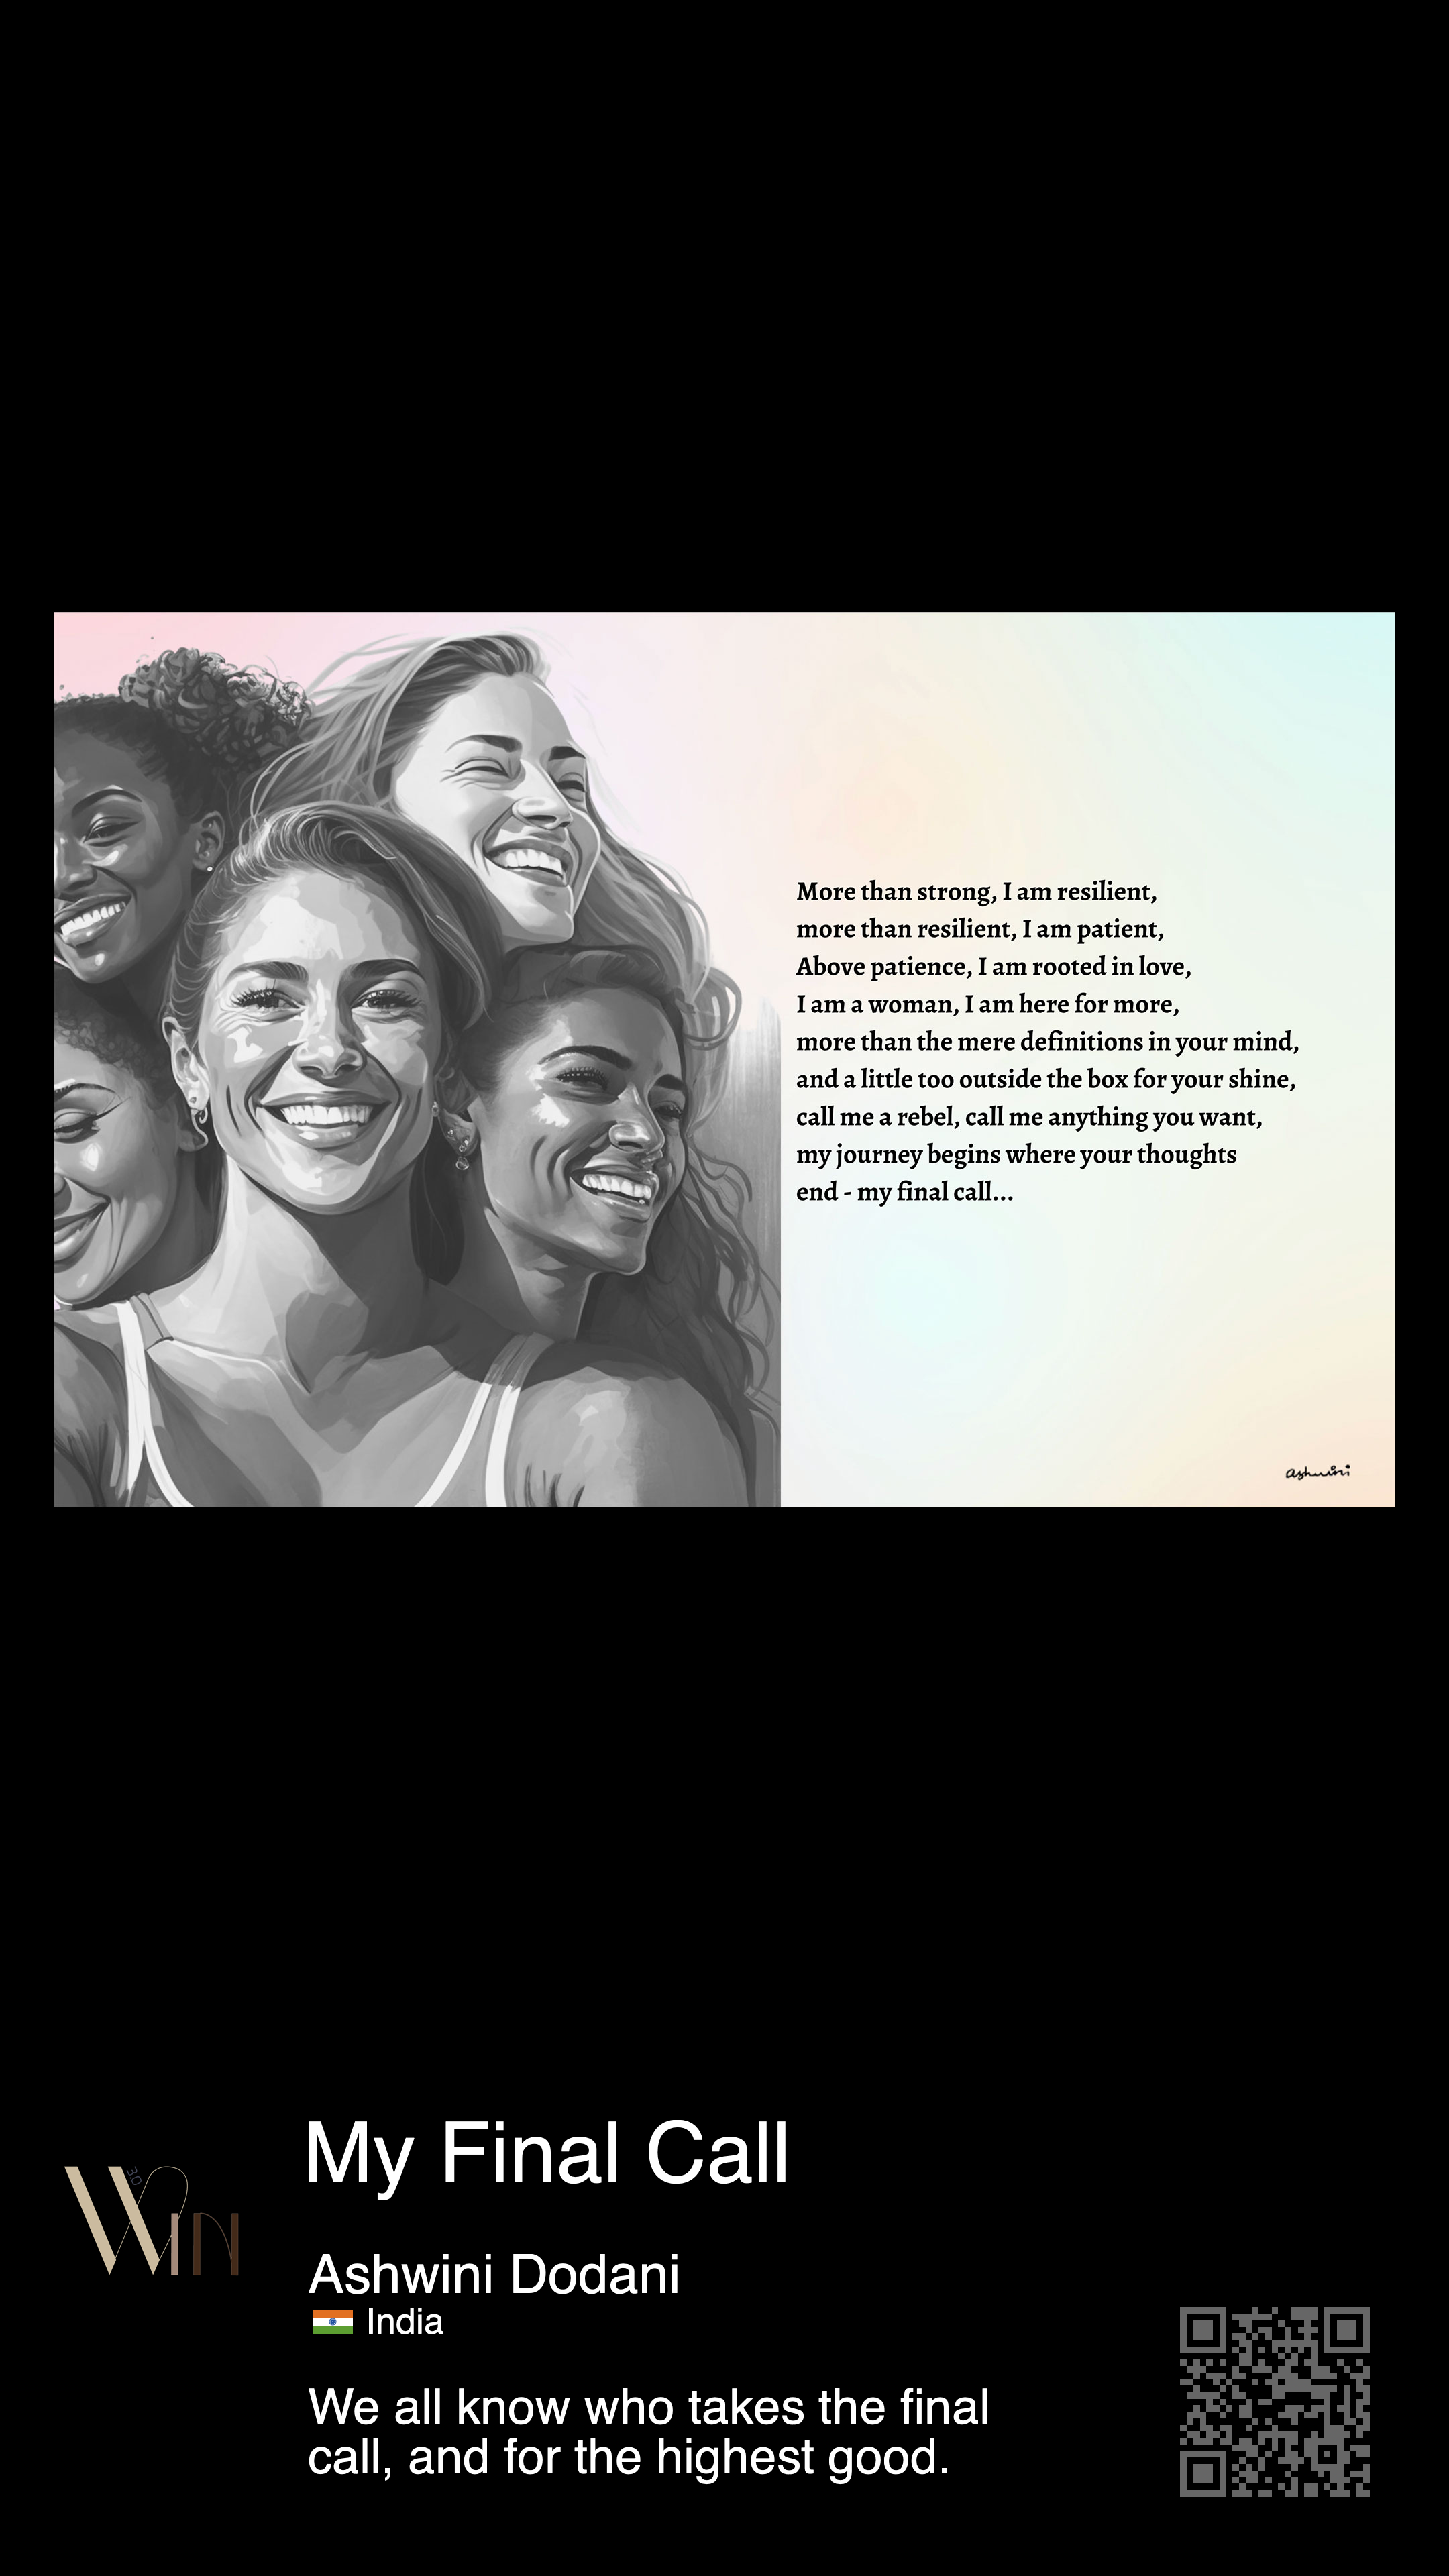 More than strong, I am resilient,
more than resilient, I am patient,
Above patience, I am rooted in love,
I am a woman, I am here for more,
more than the mere definitions in your mind,
and a little too outside the box for your shine,
call me a rebel, call me anything you want,
my journey begins where your thoughts
end - my final call...
ashwini
My Final Call
3.0
WIN
Ashwini Dodani
India
We all know who takes the final
call, and for the highest good.